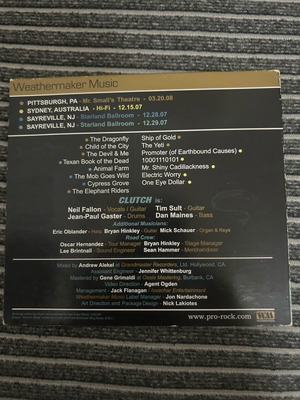 Weathermaker Music
• PITTSBURGH, PA - Mr. Small's Theatre - 03.20.08
• SYDNEY, AUSTRALIA - Hi-Fi - 12.15.07
• SAYREVILLE, NJ - Starland Ballroom - 12.28.07
• SAYREVILLE, NJ - Starland Ballroom - 12.29.07
• The Dragonfly
• Child of the City
• The Devil & Me
• Texan Book of the Dead
• Animal Farm
• The Mob Goes Wild
• Cypress Grove
• The Elephant Riders
Ship of Gold •
The Yeti •
Promoter (of Earthbound Causes) •
10001110101 •
Mr. Shiny Cadillackness •
Electric Worry •
One Eye Dollar •
CLUTCH is:
Neil Fallon - Vocals / Guitar
Tim Sult - Guitar
Jean-Paul Gaster - Drums
Dan Maines - Bass
Additional Musicians:
Eric Oblander - Harp
Bryan Hinkley - Guitar
Mick Schauer - Organ & Keys
Road Crew:
Oscar Hernandez - Tour Manager
Bryan Hinkley - Stage Manager
Lee Brintnall - Sound Engineer
Sean Hammer - Merchandiser
Mixed by Andrew Alekel at Grandmaster Recorders, Ltd. Hollywood, CA.
Assistant Engineer - Jennifer Whittenburg
Mastered by Gene Grimaldi at Oasis Mastering, Burbank, CA
Video Direction - Agent Ogden
Management - Jack Flanagan / Issachar Entertainment
Weathermaker Music Label Manager - Jon Nardachone
Art Direction and Package Design - Nick Lakiotes
www.pro-rock.com